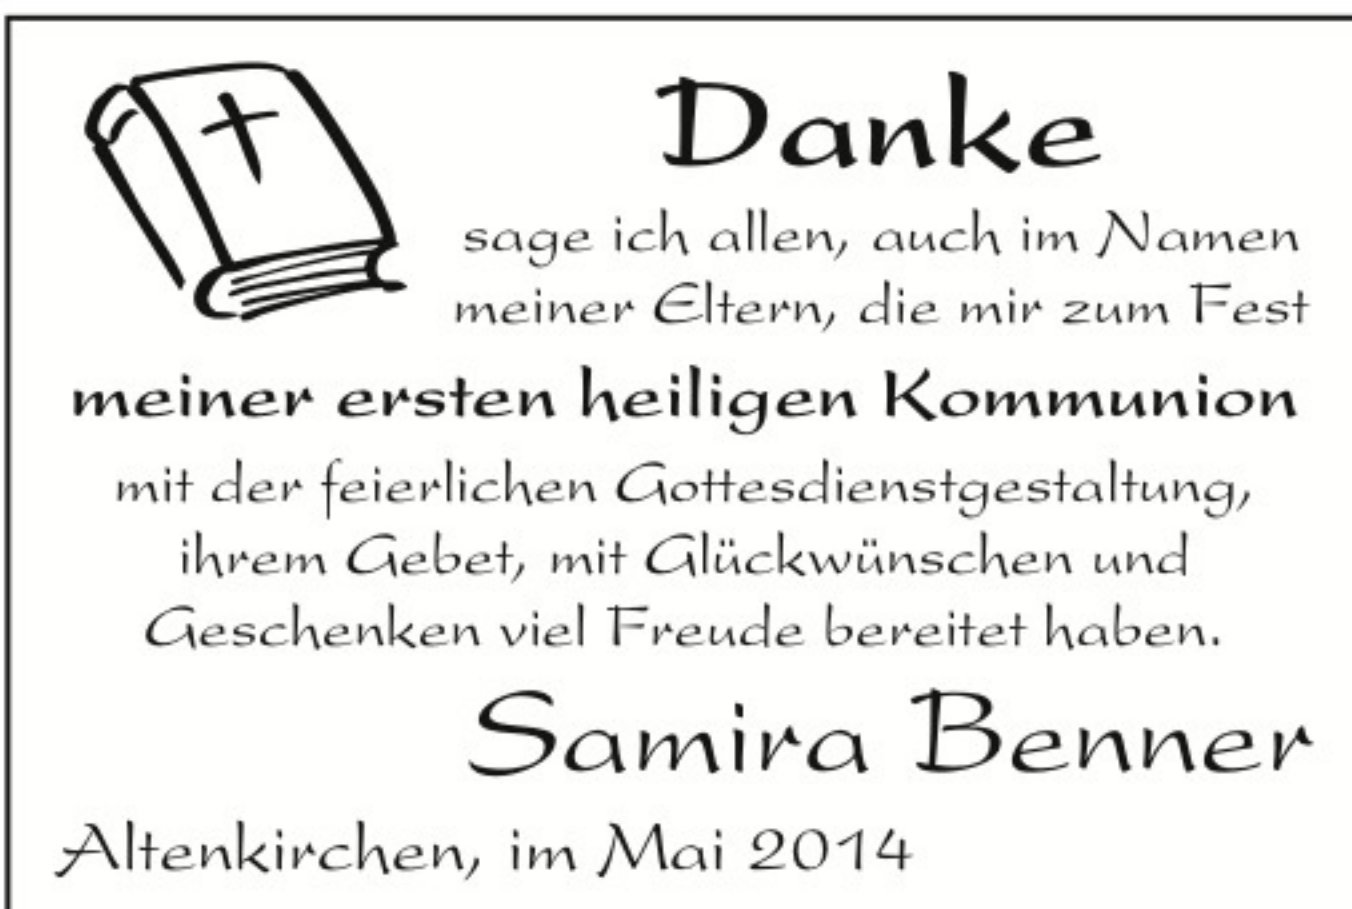 Danke
sage ich allen, auch im Namen
meiner Eltern, die mir zum Fest
meiner ersten heiligen Kommunion
mit der feierlichen Gottesdienstgestaltung,
ihrem Gebet, mit Glückwünschen und
Geschenken viel Freude bereitet haben.
Samira Benner
Altenkirchen, im Mai 2014